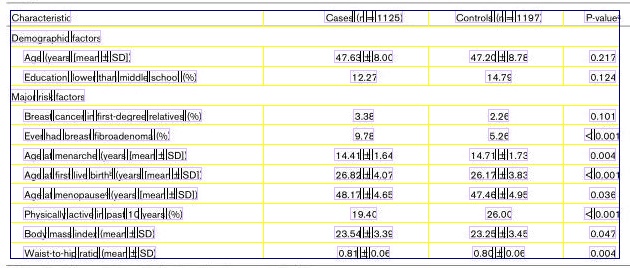 Characteristic Cases (n = 1125) Controls (n = 1197) P-valueª
Demographic factors
Age (years [mean ± SD]) 47.63 ± 8.00 47.20 ± 8.78 0.217
Education lower than middle school (%) 12.27 14.79 0.124
Major risk factors
Breast cancer in first-degree relatives (%) 3.38 2.26 0.101
Ever had breast fibroadenoma (%) 9.78 5.26 < 0.001
Age at menarche (years [mean ± SD]) 14.41 ± 1.64 14.71 ± 1.73 0.004
Age at first live birth (years [mean ± SD]) 26.82 ± 4.07 26.17 ± 3.83 < 0.001
Age at menopause (years [mean ± SD]) 48.17 ± 4.65 47.46 ± 4.95 0.036
Physically active in past 10 years (%) 19.40 26.00 < 0.001
Body mass index (mean ± SD) 23.54 ± 3.39 23.25 ± 3.45 0.047
Waist-to-hip ratio (mean ± SD) 0.81 ± 0.06 0.80 ± 0.06 0.004